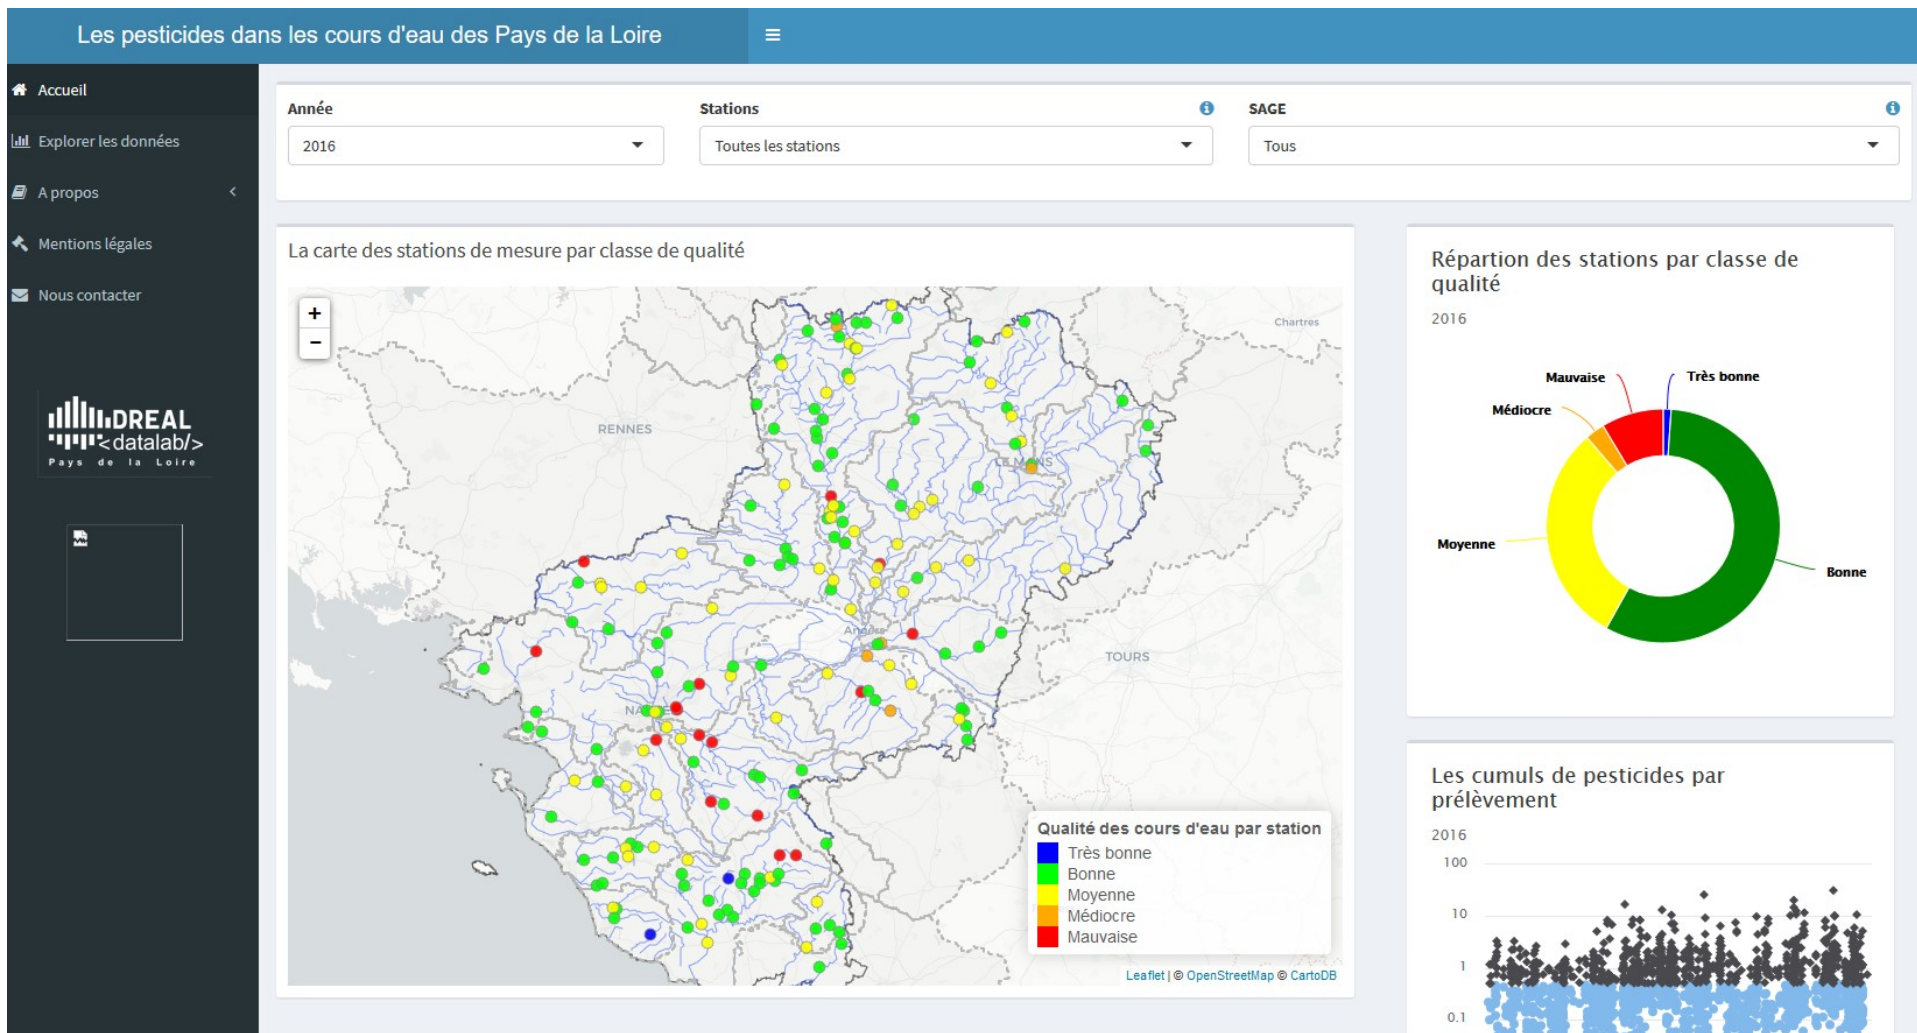 Les pesticides dans les cours d'eau des Pays de la Loire
Accueil
Explorer les données
A propos
Mentions légales
Nous contacter
DREAL
<datalab/>
Pays de la Loire
Année
2016
Stations
Toutes les stations
SAGE
Tous
La carte des stations de mesure par classe de qualité
+
−
Chartres
RENNES
LE MANS
Angers
TOURS
Qualité des cours d'eau par station
Très bonne
Bonne
Moyenne
Médiocre
Mauvaise
Leaflet | © OpenStreetMap © CartoDB
Répartion des stations par classe de
qualité
2016
Mauvaise
Très bonne
Médiocre
Moyenne
Bonne
Les cumuls de pesticides par
prélèvement
2016
100
10
1
0.1